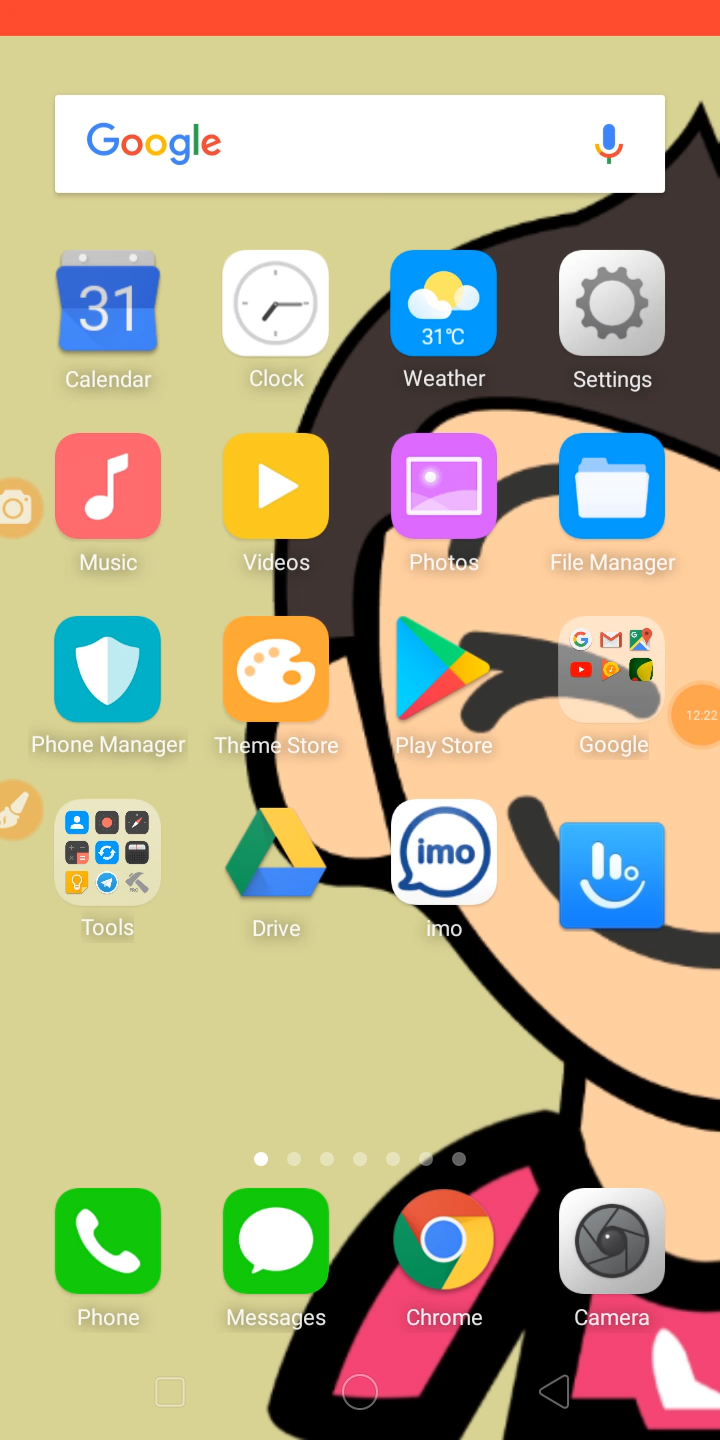 Google
31
31°C
Calendar
Clock
Weather
Settings
Music
Videos
Photos
File Manager
Phone Manager
Theme Store
Play Store
Google
12:22
imo
Tools
Drive
imo
Phone
Messages
Chrome
Camera